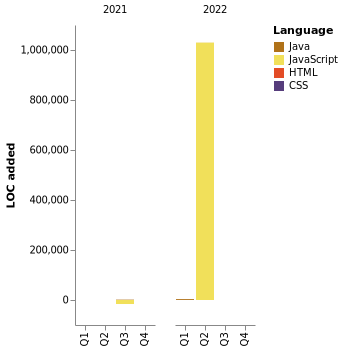 2021
2022
Language
Java
JavaScript
HTML
CSS
LOC added
1,000,000
800,000
600,000
400,000
200,000
0
Q1
Q2
Q3
Q4
Q1
Q2
Q3
Q4